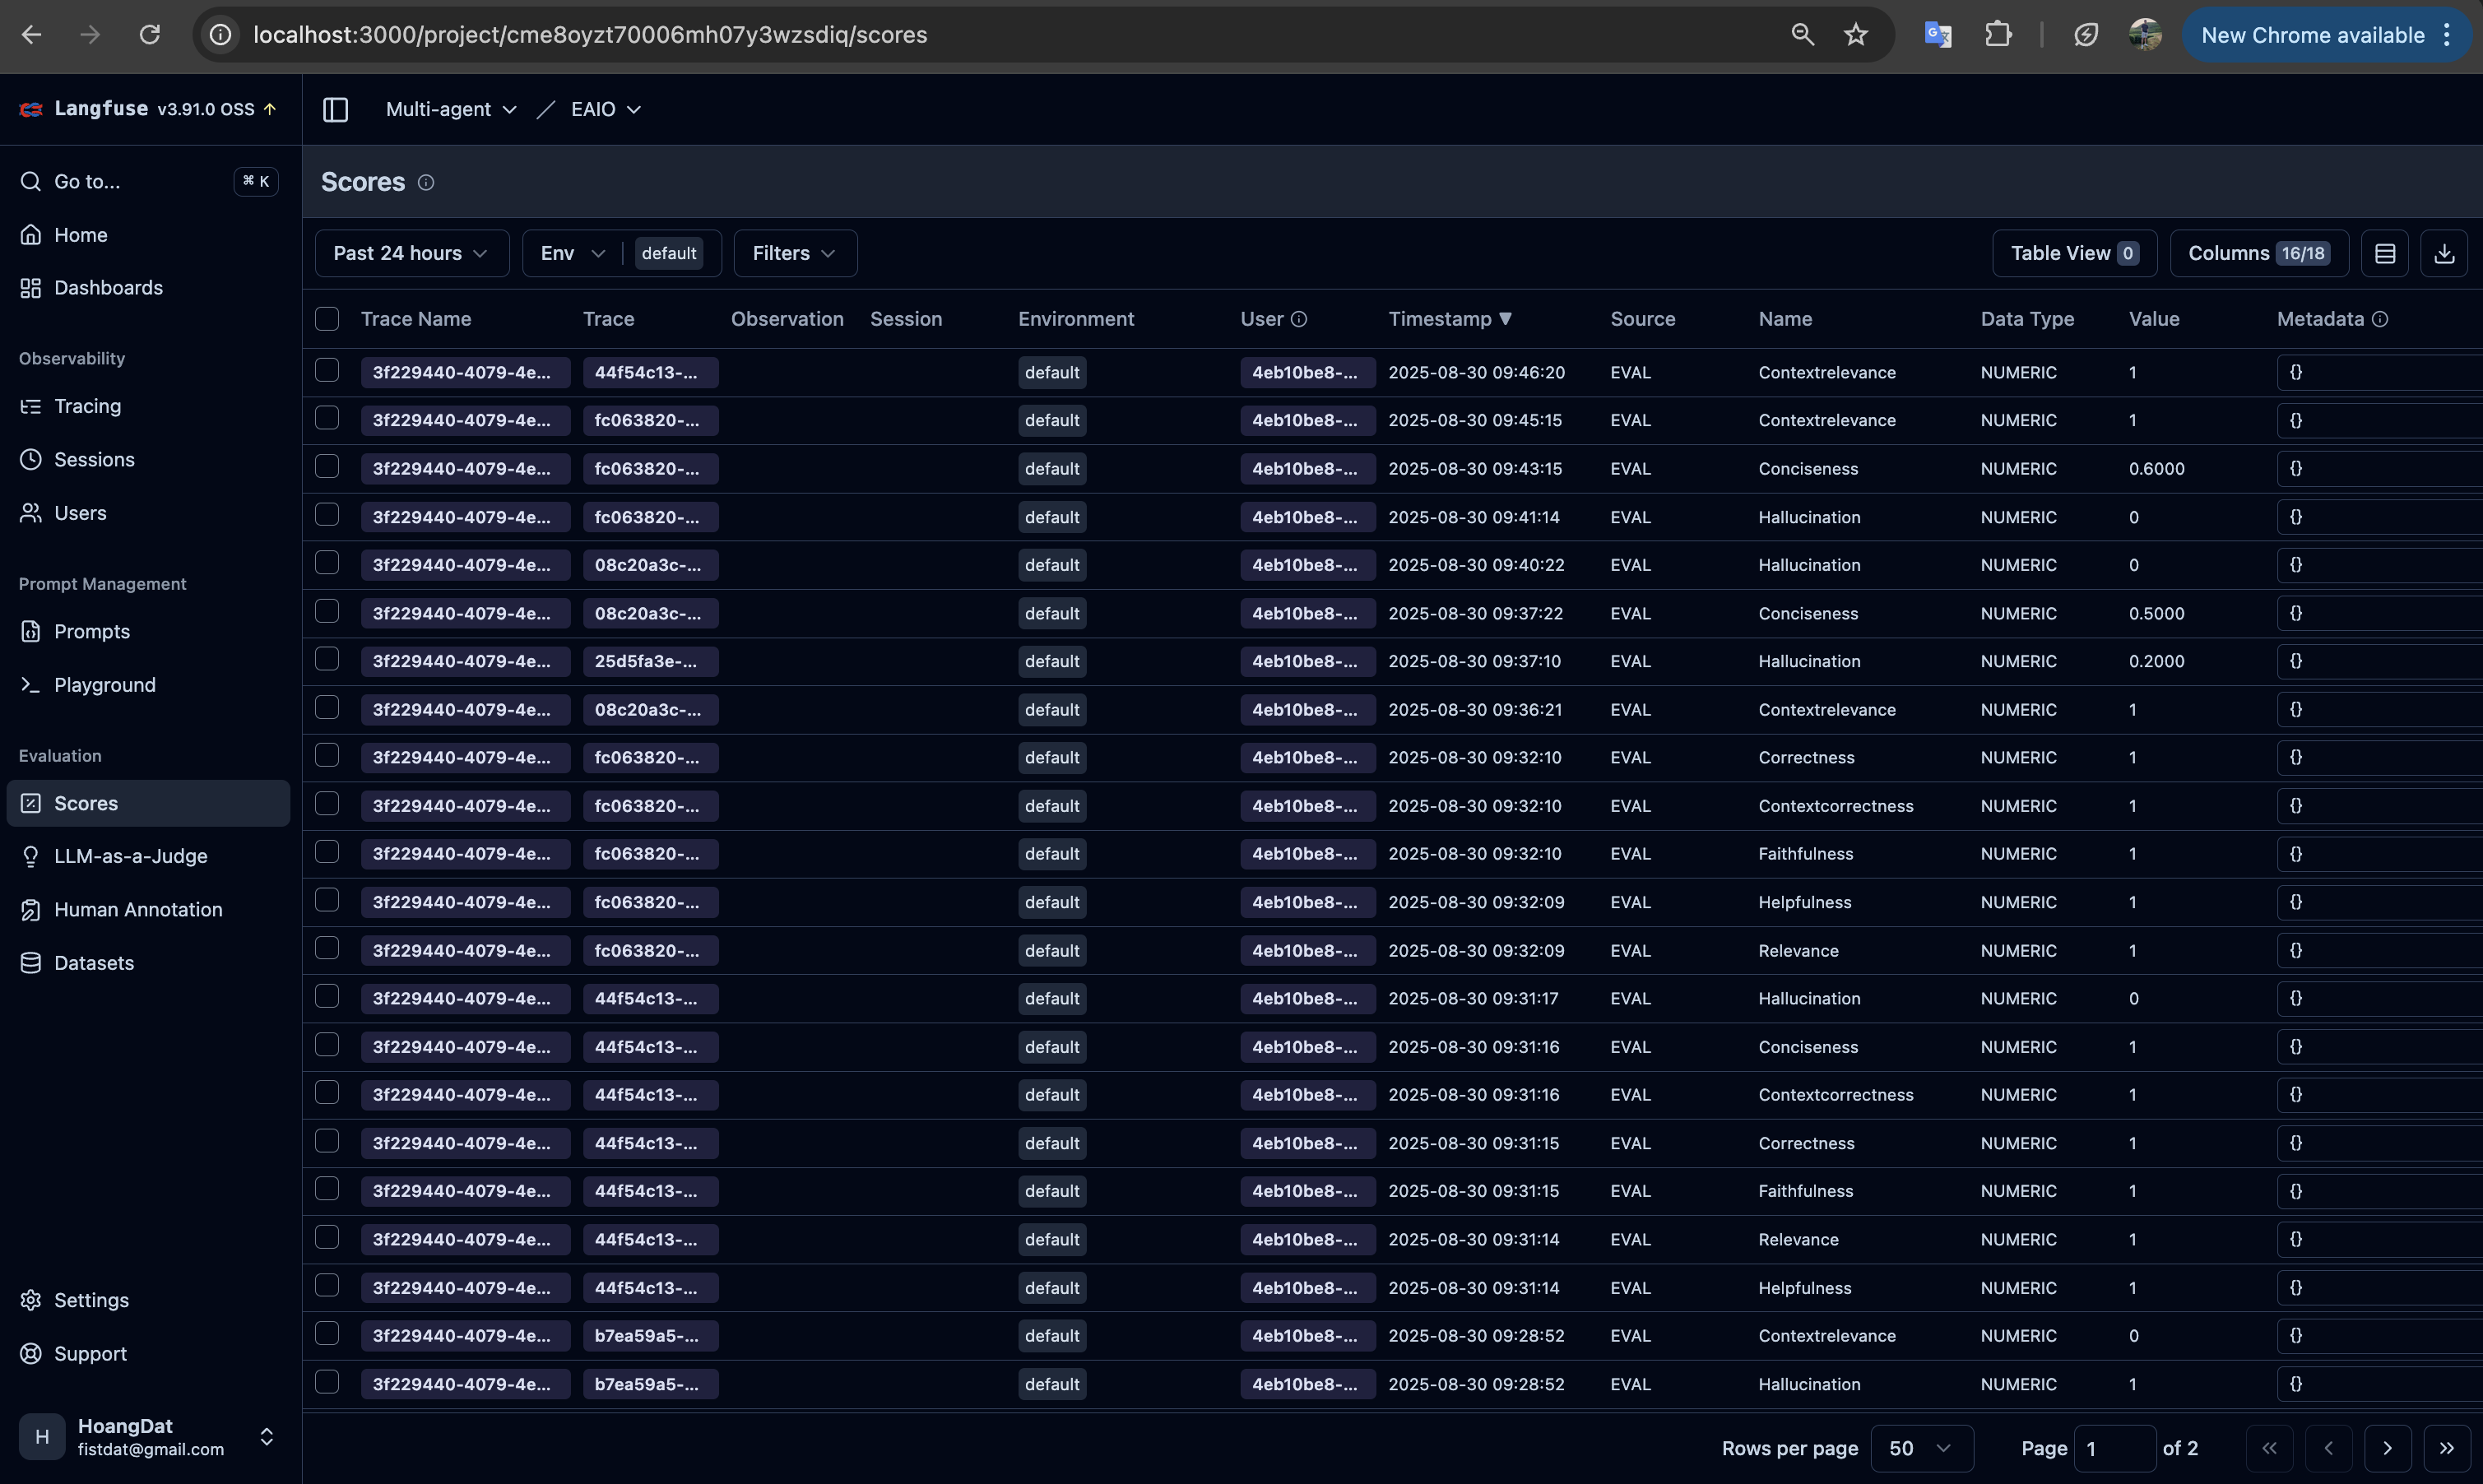 localhost:3000/project/cme8oyzt70006mh07y3wzsdiq/scores
New Chrome available
Langfuse v3.91.0 OSS
Multi-agent / EAIO
Go to... ⌘ K
Home
Dashboards
Observability
Tracing
Sessions
Users
Prompt Management
Prompts
Playground
Evaluation
Scores
LLM-as-a-Judge
Human Annotation
Datasets
Settings
Support
H
HoangDat
fistdat@gmail.com
Scores
Past 24 hours Env default Filters Table View 0 Columns 16/18
Trace Name Trace Observation Session Environment User Timestamp ▼ Source Name Data Type Value Metadata
3f229440-4079-4e... 44f54c13-... default 4eb10be8-... 2025-08-30 09:46:20 EVAL Contextrelevance NUMERIC 1 {}
3f229440-4079-4e... fc063820-... default 4eb10be8-... 2025-08-30 09:45:15 EVAL Contextrelevance NUMERIC 1 {}
3f229440-4079-4e... fc063820-... default 4eb10be8-... 2025-08-30 09:43:15 EVAL Conciseness NUMERIC 0.6000 {}
3f229440-4079-4e... fc063820-... default 4eb10be8-... 2025-08-30 09:41:14 EVAL Hallucination NUMERIC 0 {}
3f229440-4079-4e... 08c20a3c-... default 4eb10be8-... 2025-08-30 09:40:22 EVAL Hallucination NUMERIC 0 {}
3f229440-4079-4e... 08c20a3c-... default 4eb10be8-... 2025-08-30 09:37:22 EVAL Conciseness NUMERIC 0.5000 {}
3f229440-4079-4e... 25d5fa3e-... default 4eb10be8-... 2025-08-30 09:37:10 EVAL Hallucination NUMERIC 0.2000 {}
3f229440-4079-4e... 08c20a3c-... default 4eb10be8-... 2025-08-30 09:36:21 EVAL Contextrelevance NUMERIC 1 {}
3f229440-4079-4e... fc063820-... default 4eb10be8-... 2025-08-30 09:32:10 EVAL Correctness NUMERIC 1 {}
3f229440-4079-4e... fc063820-... default 4eb10be8-... 2025-08-30 09:32:10 EVAL Contextcorrectness NUMERIC 1 {}
3f229440-4079-4e... fc063820-... default 4eb10be8-... 2025-08-30 09:32:10 EVAL Faithfulness NUMERIC 1 {}
3f229440-4079-4e... fc063820-... default 4eb10be8-... 2025-08-30 09:32:09 EVAL Helpfulness NUMERIC 1 {}
3f229440-4079-4e... fc063820-... default 4eb10be8-... 2025-08-30 09:32:09 EVAL Relevance NUMERIC 1 {}
3f229440-4079-4e... 44f54c13-... default 4eb10be8-... 2025-08-30 09:31:17 EVAL Hallucination NUMERIC 0 {}
3f229440-4079-4e... 44f54c13-... default 4eb10be8-... 2025-08-30 09:31:16 EVAL Conciseness NUMERIC 1 {}
3f229440-4079-4e... 44f54c13-... default 4eb10be8-... 2025-08-30 09:31:16 EVAL Contextcorrectness NUMERIC 1 {}
3f229440-4079-4e... 44f54c13-... default 4eb10be8-... 2025-08-30 09:31:15 EVAL Correctness NUMERIC 1 {}
3f229440-4079-4e... 44f54c13-... default 4eb10be8-... 2025-08-30 09:31:15 EVAL Faithfulness NUMERIC 1 {}
3f229440-4079-4e... 44f54c13-... default 4eb10be8-... 2025-08-30 09:31:14 EVAL Relevance NUMERIC 1 {}
3f229440-4079-4e... 44f54c13-... default 4eb10be8-... 2025-08-30 09:31:14 EVAL Helpfulness NUMERIC 1 {}
3f229440-4079-4e... b7ea59a5-... default 4eb10be8-... 2025-08-30 09:28:52 EVAL Contextrelevance NUMERIC 0 {}
3f229440-4079-4e... b7ea59a5-... default 4eb10be8-... 2025-08-30 09:28:52 EVAL Hallucination NUMERIC 1 {}
Rows per page 50 Page 1 of 2